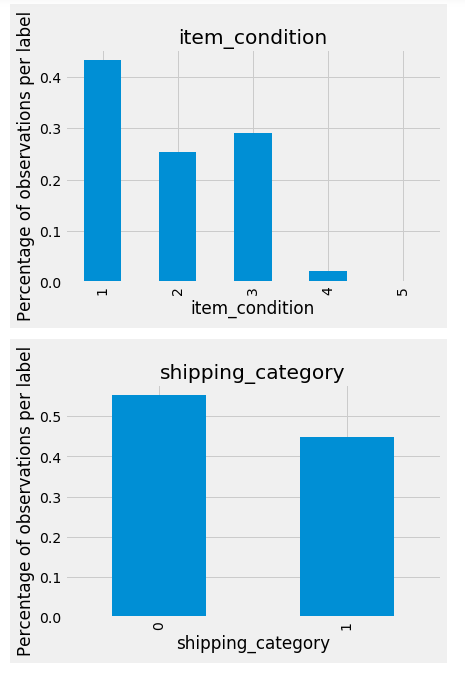 item_condition
Percentage of observations per label
0.4
0.3
0.2
0.1
0.0
1 2 3 4 5
item_condition
shipping_category
Percentage of observations per label
0.5
0.4
0.3
0.2
0.1
0.0
0 1
shipping_category